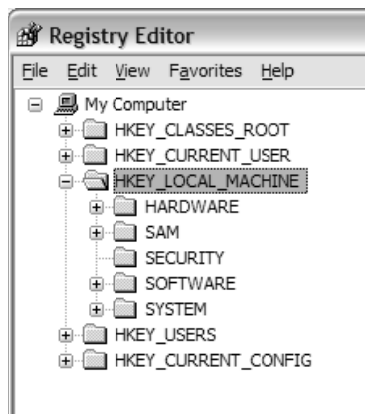 Registry Editor
File Edit View Favorites Help
My Computer
HKEY_CLASSES_ROOT
HKEY_CURRENT_USER
HKEY_LOCAL_MACHINE
HARDWARE
SAM
SECURITY
SOFTWARE
SYSTEM
HKEY_USERS
HKEY_CURRENT_CONFIG